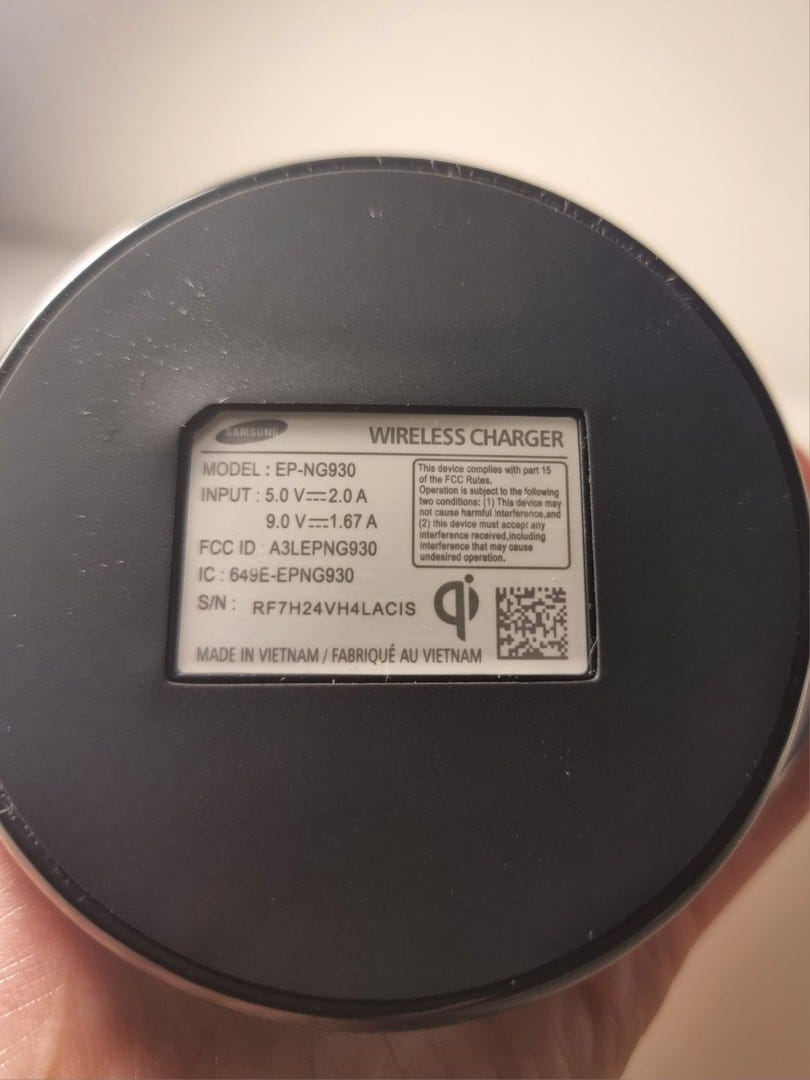 SAMSUNG
WIRELESS CHARGER
MODEL : EP-NG930
INPUT : 5.0 V⎓2.0 A
9.0 V⎓1.67 A
FCC ID : A3LEPNG930
IC : 649E-EPNG930
S/N : RF7H24VH4LACIS
This device complies with part 15
of the FCC Rules.
Operation is subject to the following
two conditions: (1) This device may
not cause harmful interference,and
(2) this device must accept any
interference received,including
interference that may cause
undesired operation.
qi
MADE IN VIETNAM / FABRIQUÉ AU VIETNAM